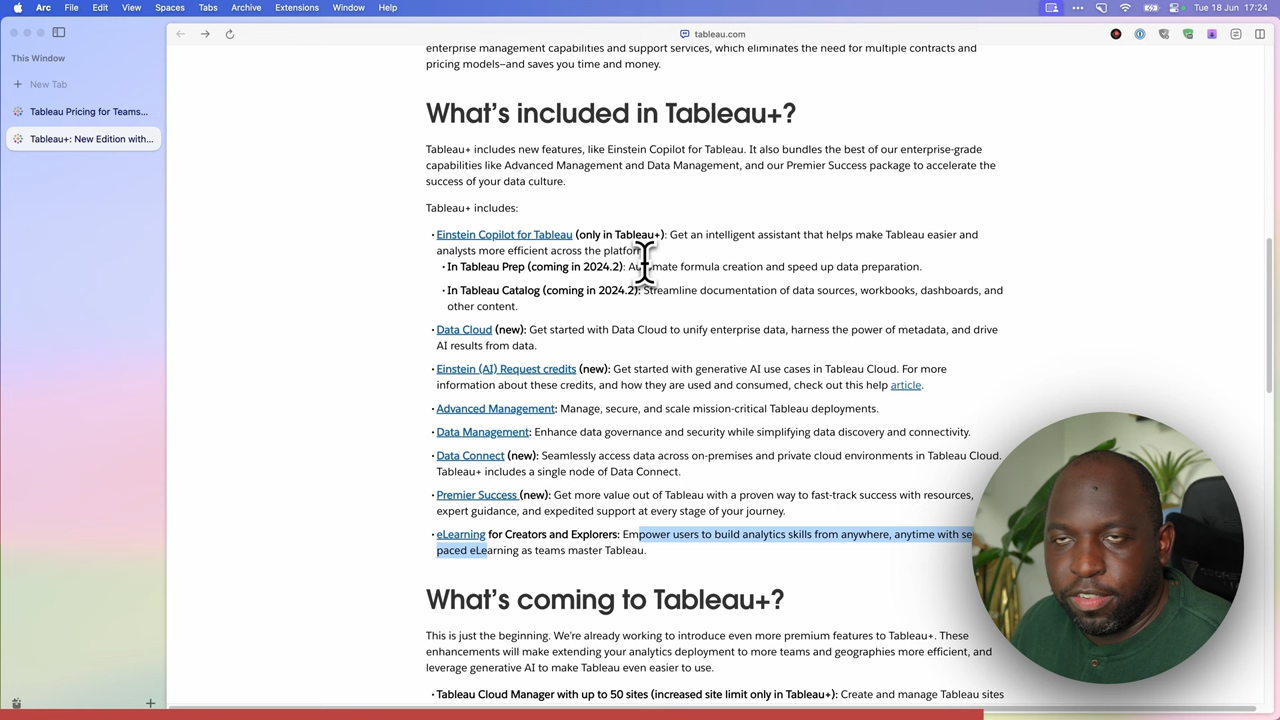 Arc File Edit View Spaces Tabs Archive Extensions Window Help
Tue 18 Jun 17:24
This Window
New Tab
Tableau Pricing for Teams...
Tableau+: New Edition with...
tableau.com
enterprise management capabilities and support services, which eliminates the need for multiple contracts and
pricing models—and saves you time and money.
What's included in Tableau+?
Tableau+ includes new features, like Einstein Copilot for Tableau. It also bundles the best of our enterprise-grade
capabilities like Advanced Management and Data Management, and our Premier Success package to accelerate the
success of your data culture.
Tableau+ includes:
• Einstein Copilot for Tableau (only in Tableau+): Get an intelligent assistant that helps make Tableau easier and
analysts more efficient across the platform
• In Tableau Prep (coming in 2024.2): Automate formula creation and speed up data preparation.
• In Tableau Catalog (coming in 2024.2): Streamline documentation of data sources, workbooks, dashboards, and
other content.
• Data Cloud (new): Get started with Data Cloud to unify enterprise data, harness the power of metadata, and drive
AI results from data.
• Einstein (AI) Request credits (new): Get started with generative AI use cases in Tableau Cloud. For more
information about these credits, and how they are used and consumed, check out this help article.
• Advanced Management: Manage, secure, and scale mission-critical Tableau deployments.
• Data Management: Enhance data governance and security while simplifying data discovery and connectivity.
• Data Connect (new): Seamlessly access data across on-premises and private cloud environments in Tableau Cloud.
Tableau+ includes a single node of Data Connect.
• Premier Success (new): Get more value out of Tableau with a proven way to fast-track success with resources,
expert guidance, and expedited support at every stage of your journey.
• eLearning for Creators and Explorers: Empower users to build analytics skills from anywhere, anytime with se
paced eLearning as teams master Tableau.
What's coming to Tableau+?
This is just the beginning. We're already working to introduce even more premium features to Tableau+. These
enhancements will make extending your analytics deployment to more teams and geographies more efficient, and
leverage generative AI to make Tableau even easier to use.
• Tableau Cloud Manager with up to 50 sites (increased site limit only in Tableau+): Create and manage Tableau sites